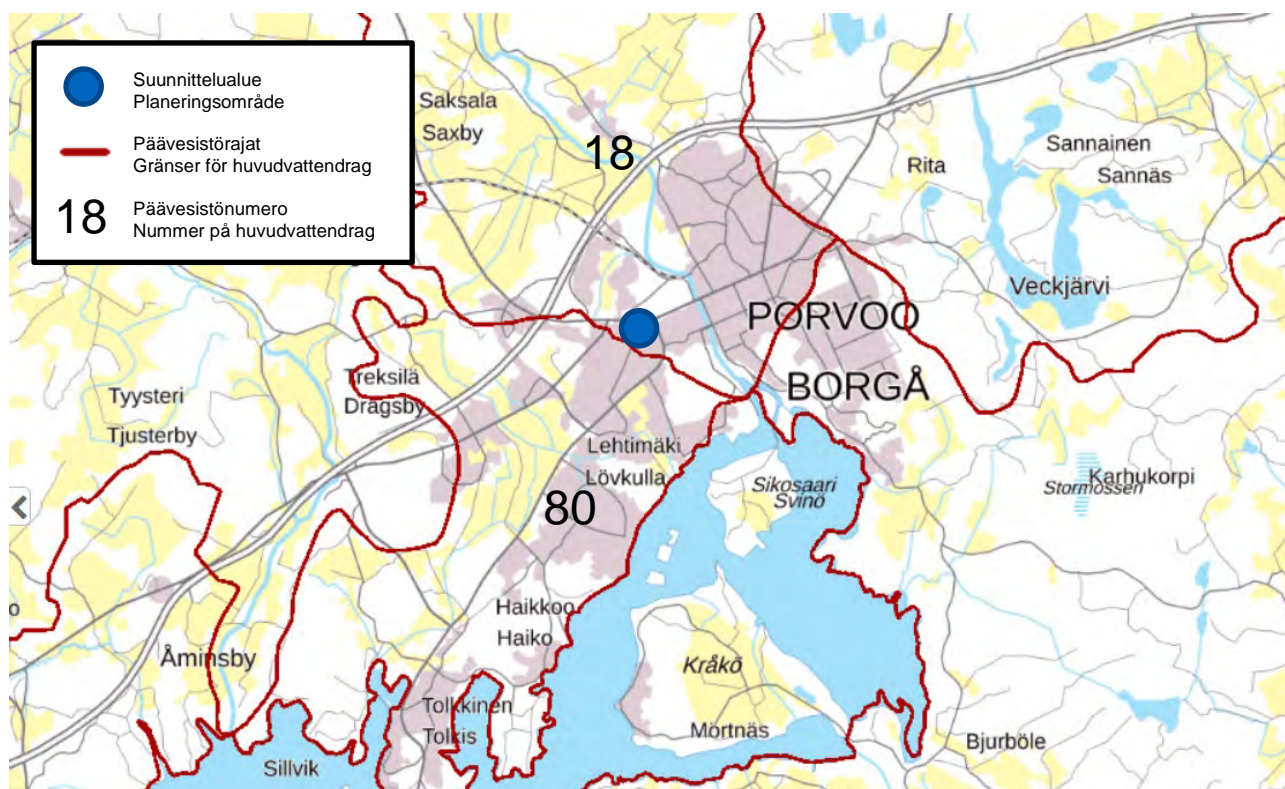 Suunnittelualue
Planeringsområde
Päävesistörajat
Gränser för huvudvattendrag
18
Päävesistönumero
Nummer på huvudvattendrag
Saksala
Saxby
18
Rita
Sannainen
Sannäs
Veckjärvi
PORVOO
BORGÅ
Treksilä
Dragsby
Tyysteri
Tjusterby
Lehtimäki
Lövkulla
Sikosaari
Svinö
Karhukorpi
Stormossen
80
Haikkoo
Haiko
Åminsby
Kråkö
Tolkkinen
Tolkis
Mörtnäs
Bjurböle
Sillvik